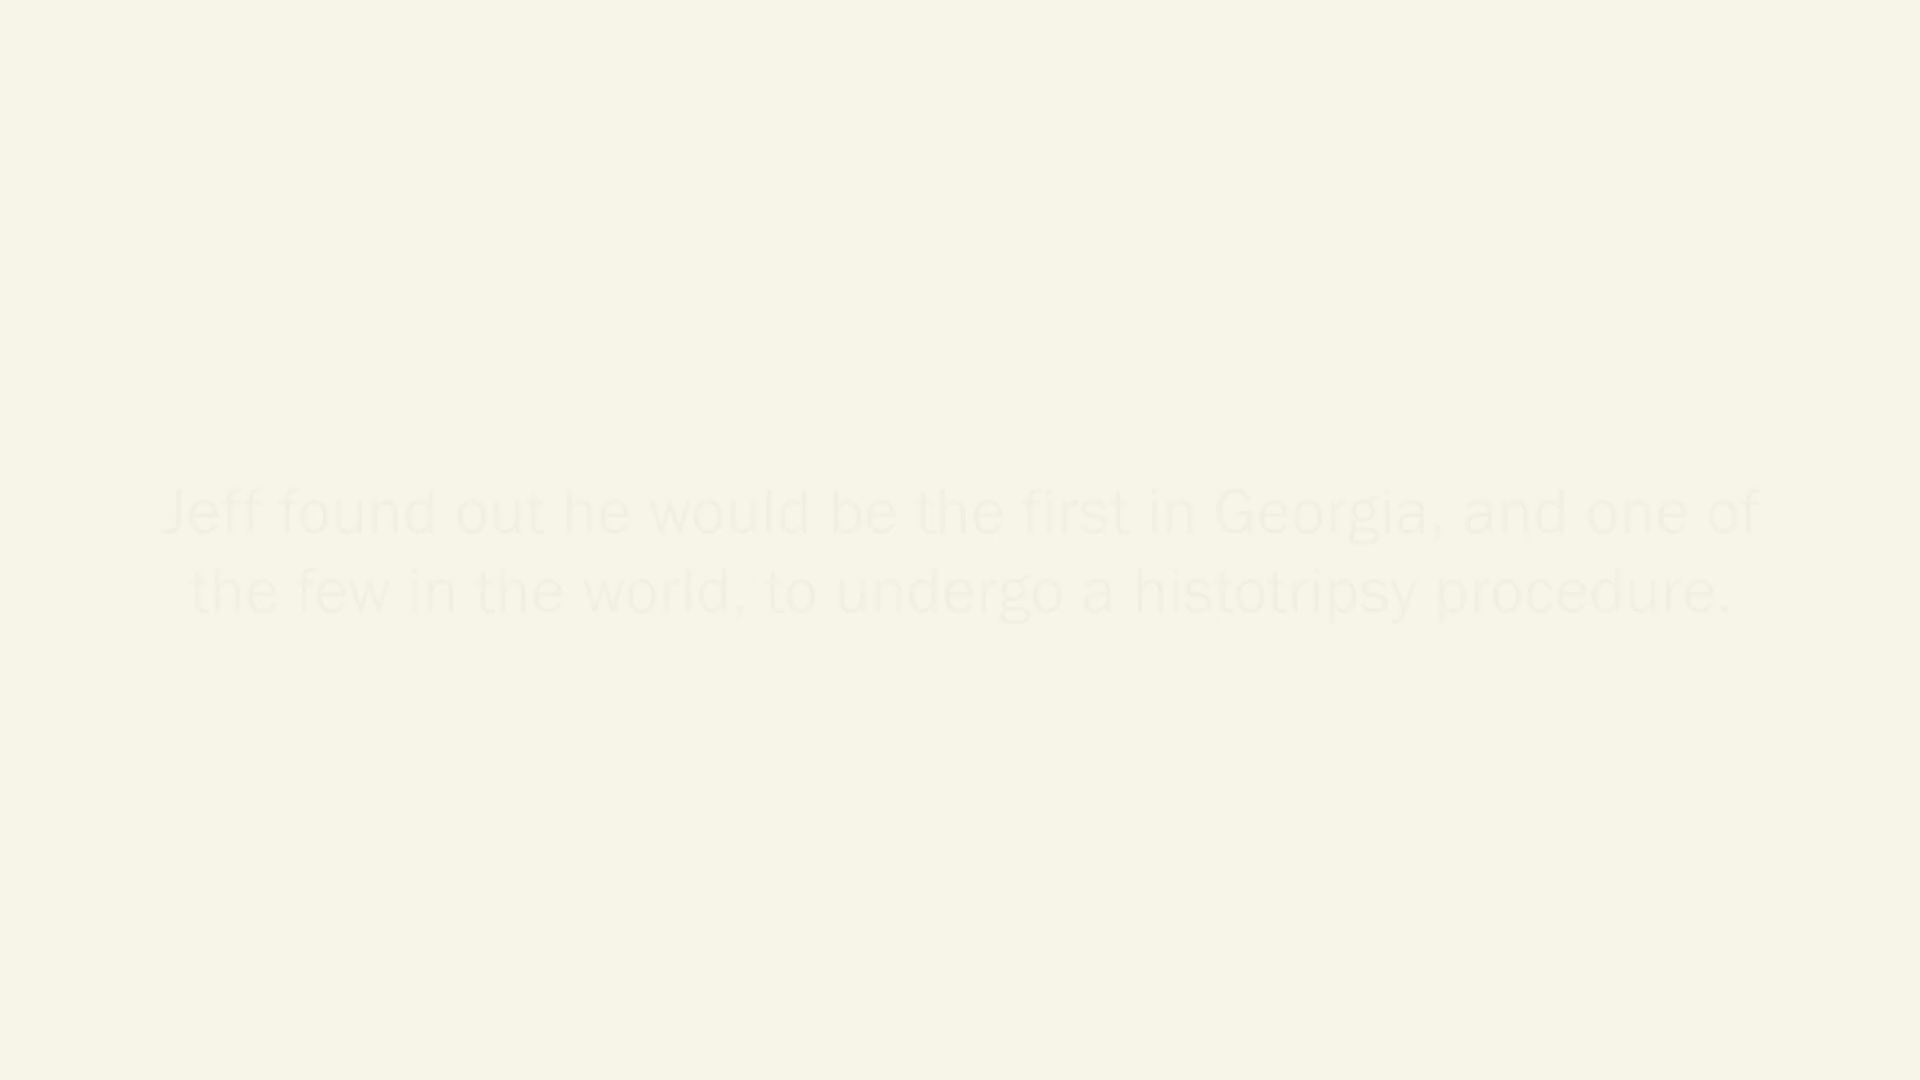 Jeff found out he would be the first in Georgia, and one of
the few in the world, to undergo a histotripsy procedure.